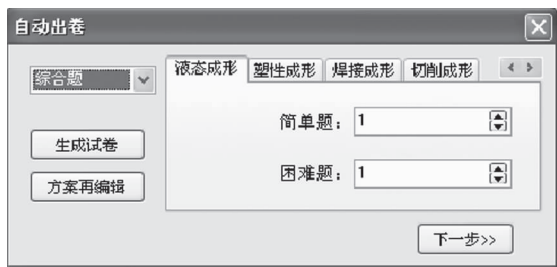 自动出卷
综合题
液态成形 塑性成形 焊接成形 切削成形
简单题： 1
生成试卷
困难题： 1
方案再编辑
下一步>>